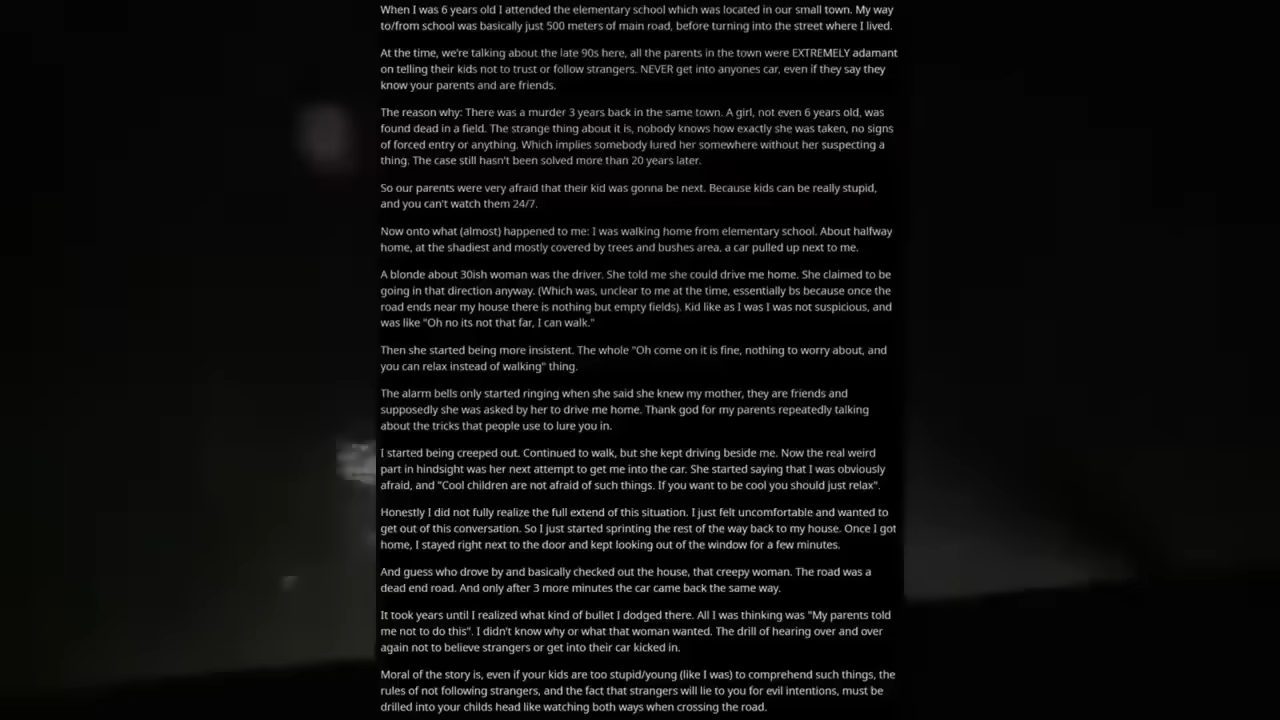 When I was 6 years old I attended the elementary school which was located in our small town. My way
to/from school was basically just 500 meters of main road, before turning into the street where I lived.
At the time, we're talking about the late 90s here, all the parents in the town were EXTREMELY adamant
on telling their kids not to trust or follow strangers. NEVER get into anyones car, even if they say they
know your parents and are friends.
The reason why: There was a murder 3 years back in the same town. A girl, not even 6 years old, was
found dead in a field. The strange thing about it is, nobody knows how exactly she was taken, no signs
of forced entry or anything. Which implies somebody lured her somewhere without her suspecting a
thing. The case still hasn't been solved more than 20 years later.
So our parents were very afraid that their kid was gonna be next. Because kids can be really stupid,
and you can't watch them 24/7.
Now onto what (almost) happened to me: I was walking home from elementary school. About halfway
home, at the shadiest and mostly covered by trees and bushes area, a car pulled up next to me.
A blonde about 30ish woman was the driver. She told me she could drive me home. She claimed to be
going in that direction anyway. (Which was, unclear to me at the time, essentially bs because once the
road ends near my house there is nothing but empty fields). Kid like as I was I was not suspicious, and
was like "Oh no its not that far, I can walk."
Then she started being more insistent. The whole "Oh come on it is fine, nothing to worry about, and
you can relax instead of walking" thing.
The alarm bells only started ringing when she said she knew my mother, they are friends and
supposedly she was asked by her to drive me home. Thank god for my parents repeatedly talking
about the tricks that people use to lure you in.
I started being creeped out. Continued to walk, but she kept driving beside me. Now the real weird
part in hindsight was her next attempt to get me into the car. She started saying that I was obviously
afraid, and "Cool children are not afraid of such things. If you want to be cool you should just relax".
Honestly I did not fully realize the full extend of this situation. I just felt uncomfortable and wanted to
get out of this conversation. So I just started sprinting the rest of the way back to my house. Once I got
home, I stayed right next to the door and kept looking out of the window for a few minutes.
And guess who drove by and basically checked out the house, that creepy woman. The road was a
dead end road. And only after 3 more minutes the car came back the same way.
It took years until I realized what kind of bullet I dodged there. All I was thinking was "My parents told
me not to do this". I didn't know why or what that woman wanted. The drill of hearing over and over
again not to believe strangers or get into their car kicked in.
Moral of the story is, even if your kids are too stupid/young (like I was) to comprehend such things, the
rules of not following strangers, and the fact that strangers will lie to you for evil intentions, must be
drilled into your childs head like watching both ways when crossing the road.